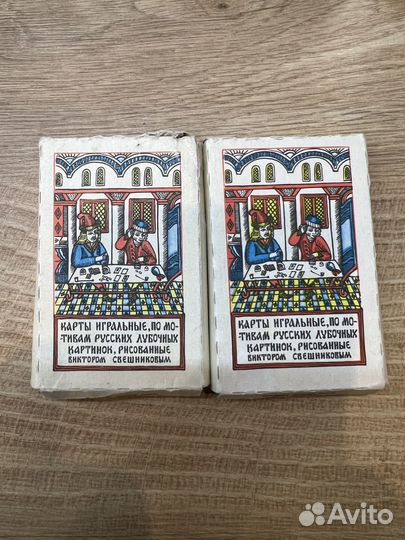 КАРТЫ ИГРАЛЬНЫЕ, ПО МО-
ТИВАМ РУССКИХ ЛУБОЧНЫХ
КАРТИНОК, РИСОВАННЫЕ
ВИКТОРОМ СВЕШНИКОВЫМ
КАРТЫ ИГРАЛЬНЫЕ, ПО МО-
ТИВАМ РУССКИХ ЛУБОЧНЫХ
КАРТИНОК, РИСОВАННЫЕ
ВИКТОРОМ СВЕШНИКОВЫМ
Avito